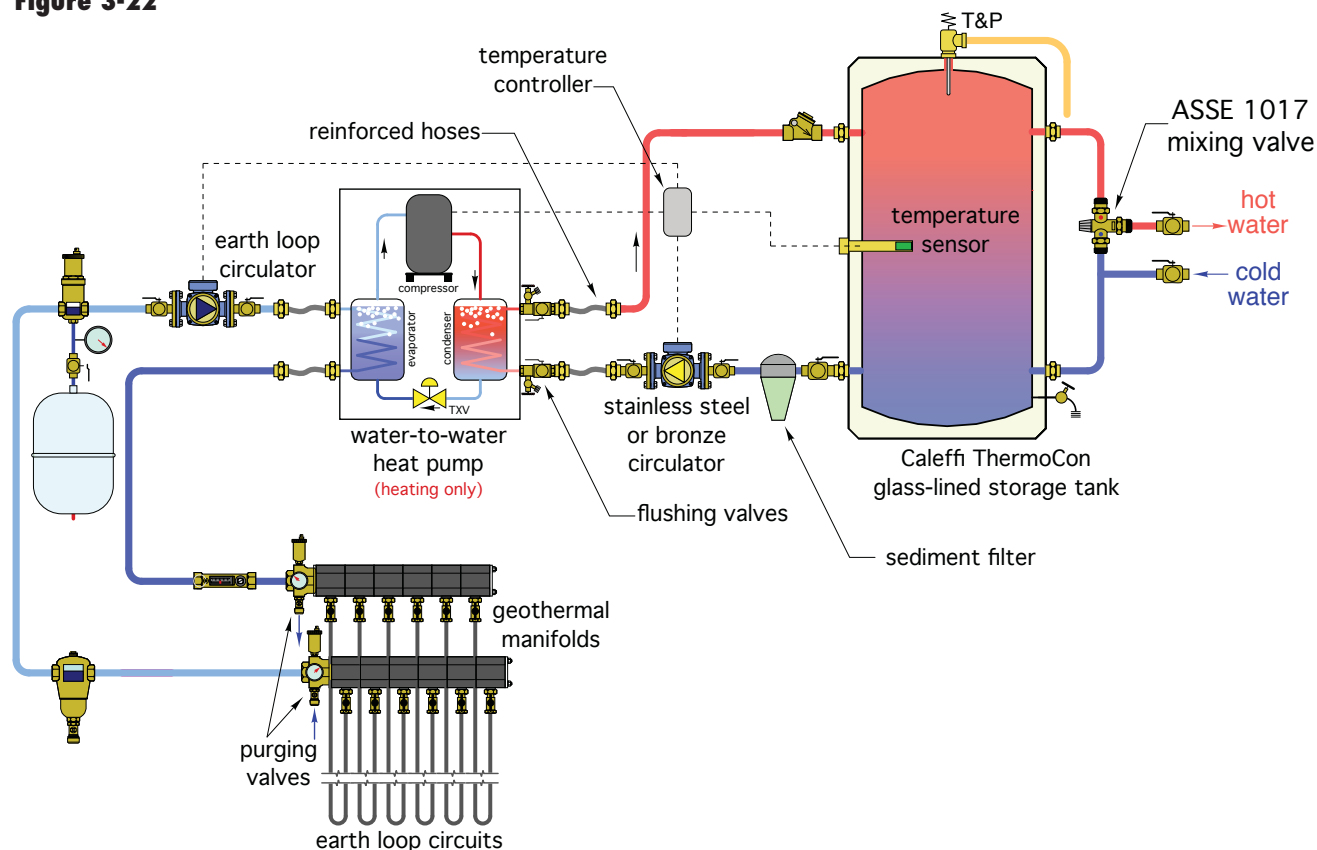 Figure 3-22
T&P
temperature
controller
ASSE 1017
mixing valve
reinforced hoses
hot
water
temperature
sensor
earth loop
circulator
cold
water
compressor
evaporator
condenser
TXV
stainless steel
or bronze
circulator
water-to-water
heat pump
(heating only)
Caleffi ThermoCon
glass-lined storage tank
flushing valves
sediment filter
geothermal
manifolds
purging
valves
earth loop circuits